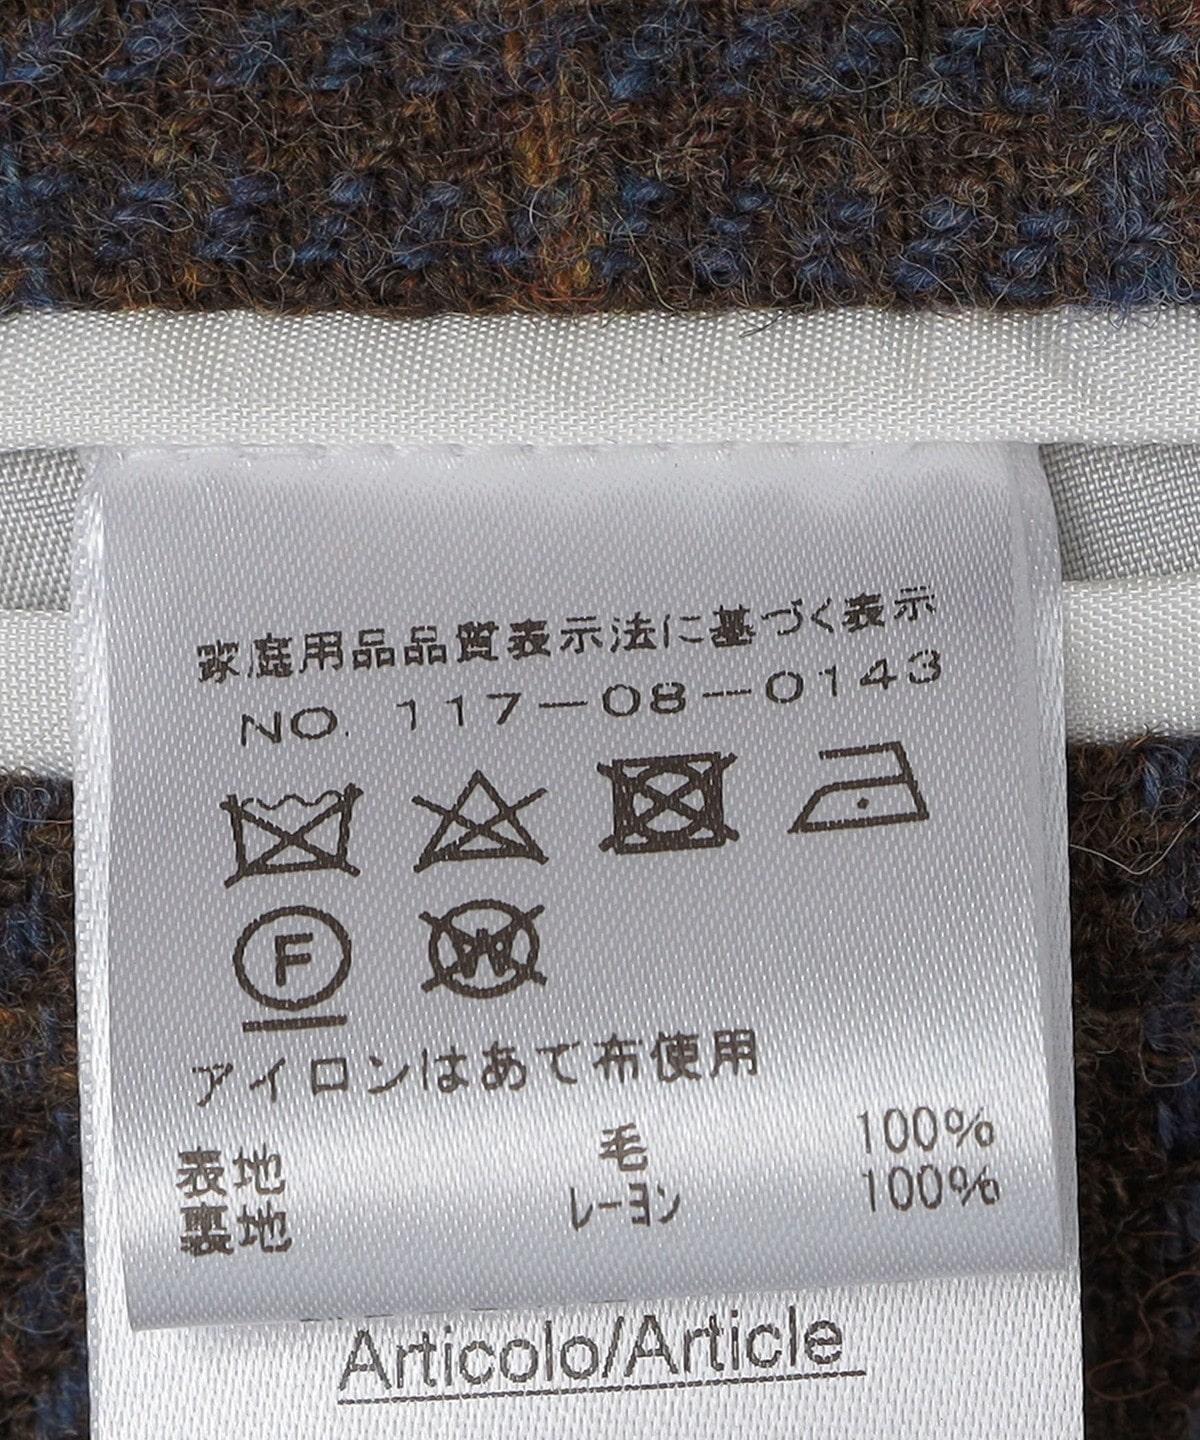 家庭用品品質表示法に基づく表示
NO. 117-08-0143
F
W
アイロンはあて布使用
表地 毛 100%
裏地 レーヨン 100%
Articolo/Article